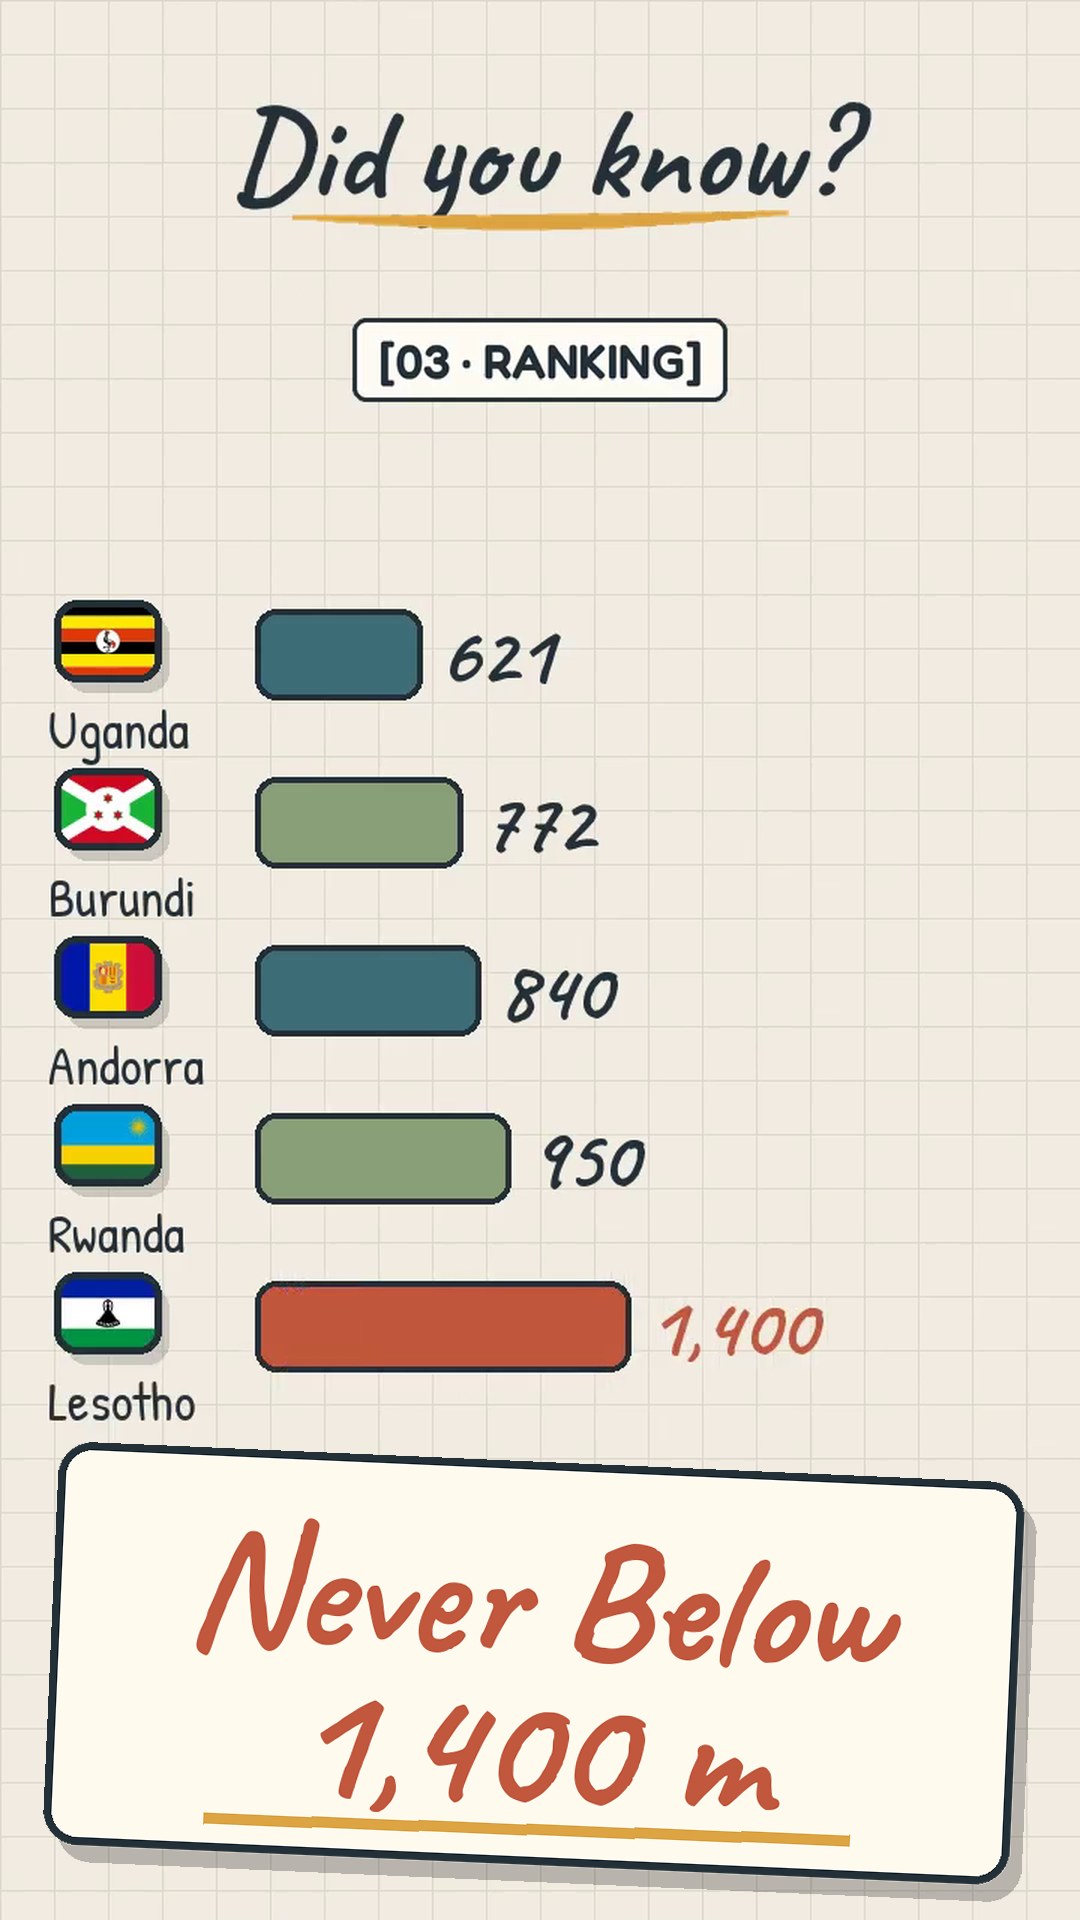 Did you know?
[03 · RANKING]
621
Uganda
772
Burundi
840
Andorra
950
Rwanda
1,400
Lesotho
Never Below
1,400 m